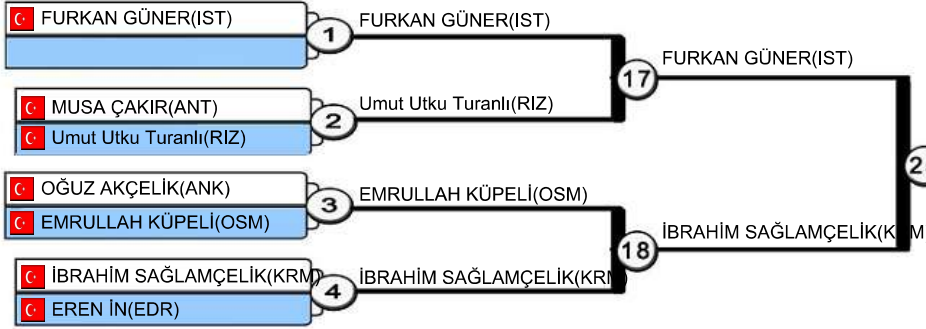 FURKAN GÜNER(IST)
1
FURKAN GÜNER(IST)
17
FURKAN GÜNER(IST)
MUSA ÇAKIR(ANT)
Umut Utku Turanlı(RIZ)
2
Umut Utku Turanlı(RIZ)
OĞUZ AKÇELİK(ANK)
EMRULLAH KÜPELİ(OSM)
3
EMRULLAH KÜPELİ(OSM)
18
İBRAHİM SAĞLAMÇELİK(KRM
İBRAHİM SAĞLAMÇELİK(KRM)
EREN İN(EDR)
4
İBRAHİM SAĞLAMÇELİK(KRM